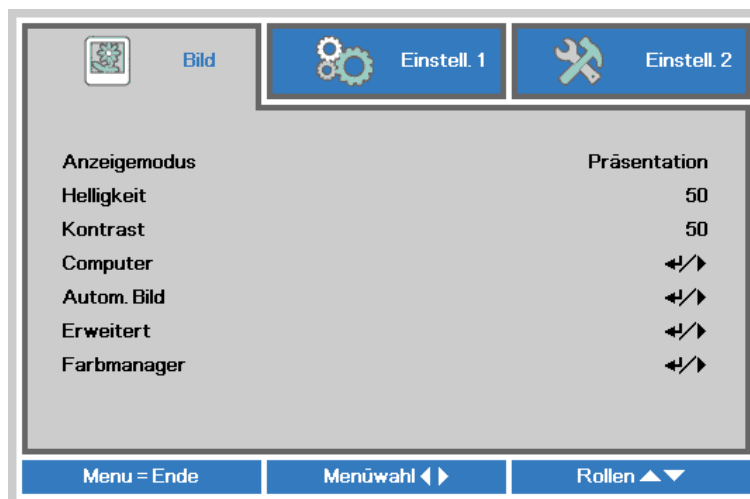 Bild Einstell. 1 Einstell. 2
Anzeigemodus Präsentation
Helligkeit 50
Kontrast 50
Computer ↵/▶
Autom. Bild ↵/▶
Erweitert ↵/▶
Farbmanager ↵/▶
Menu = Ende Menüwahl ◀▶ Rollen ▲▼